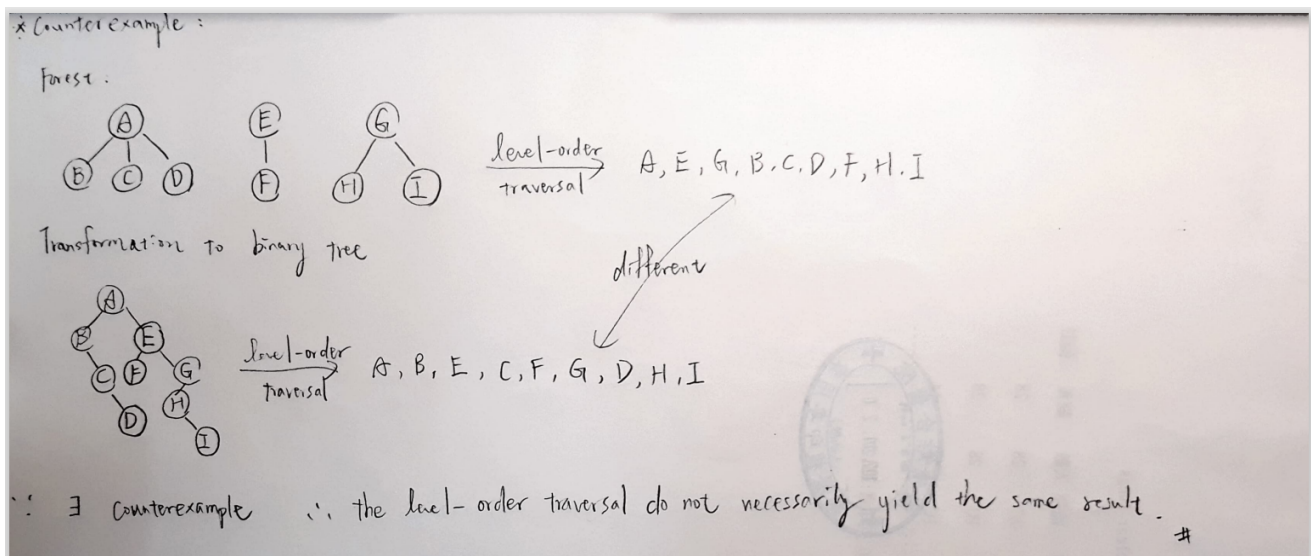 * Counterexample :
Forest .
A E G
B C D F H I
level-order
traversal
A, E, G, B, C, D, F, H, I
Transformation to binary tree
different
A
B E
C F G
D H
I
level-order
traversal
A, B, E, C, F, G, D, H, I
∵ ∃ counterexample ∴ the level-order traversal do not necessarily yield the same result. #